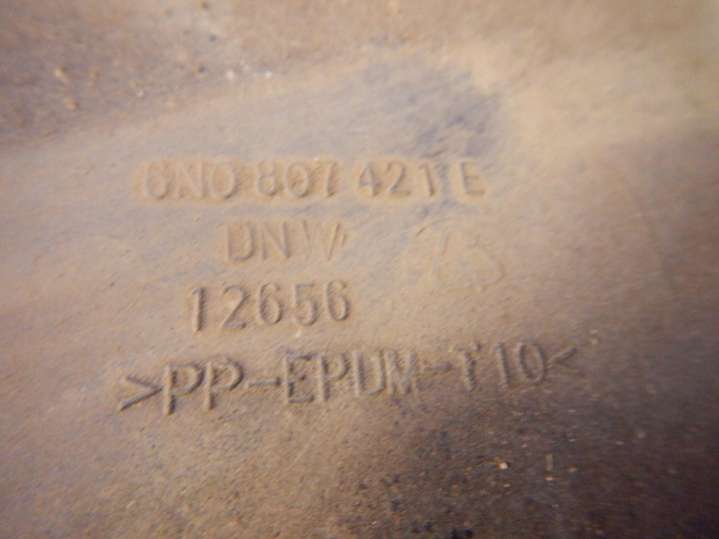 6N0 807 421 E
DNW
12656
>PP-EPDM-T10<